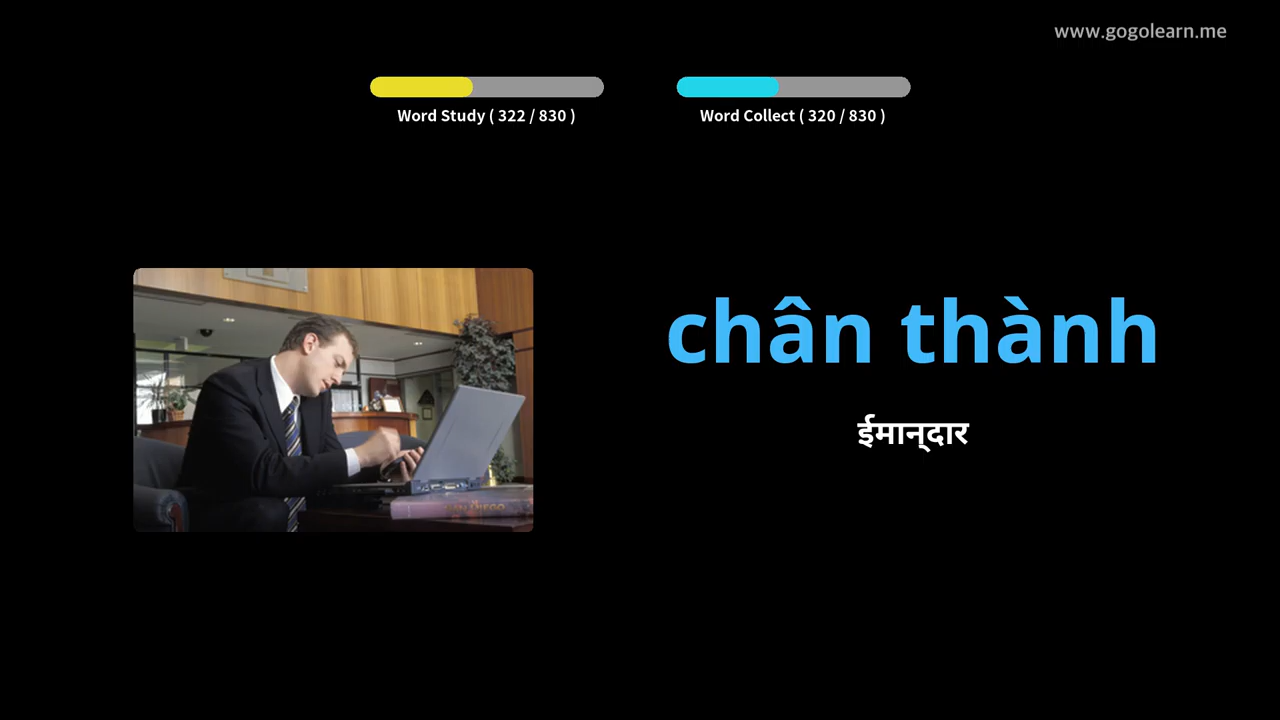 www.gogolearn.me
Word Study ( 322 / 830 )
Word Collect ( 320 / 830 )
chân thành
ईमान्‌दार